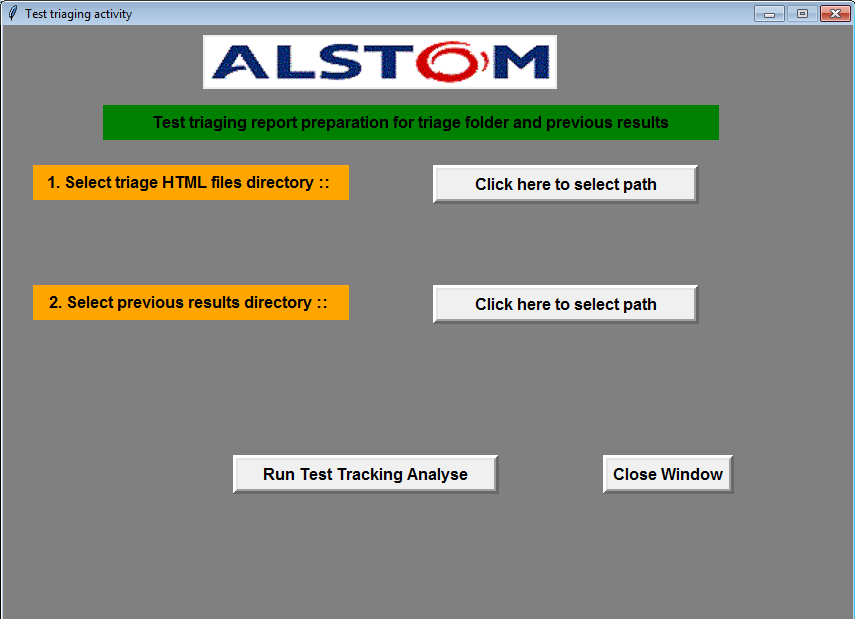 Test triaging activity
ALSTOM
Test triaging report preparation for triage folder and previous results
1. Select triage HTML files directory ::
Click here to select path
2. Select previous results directory ::
Click here to select path
Run Test Tracking Analyse
Close Window